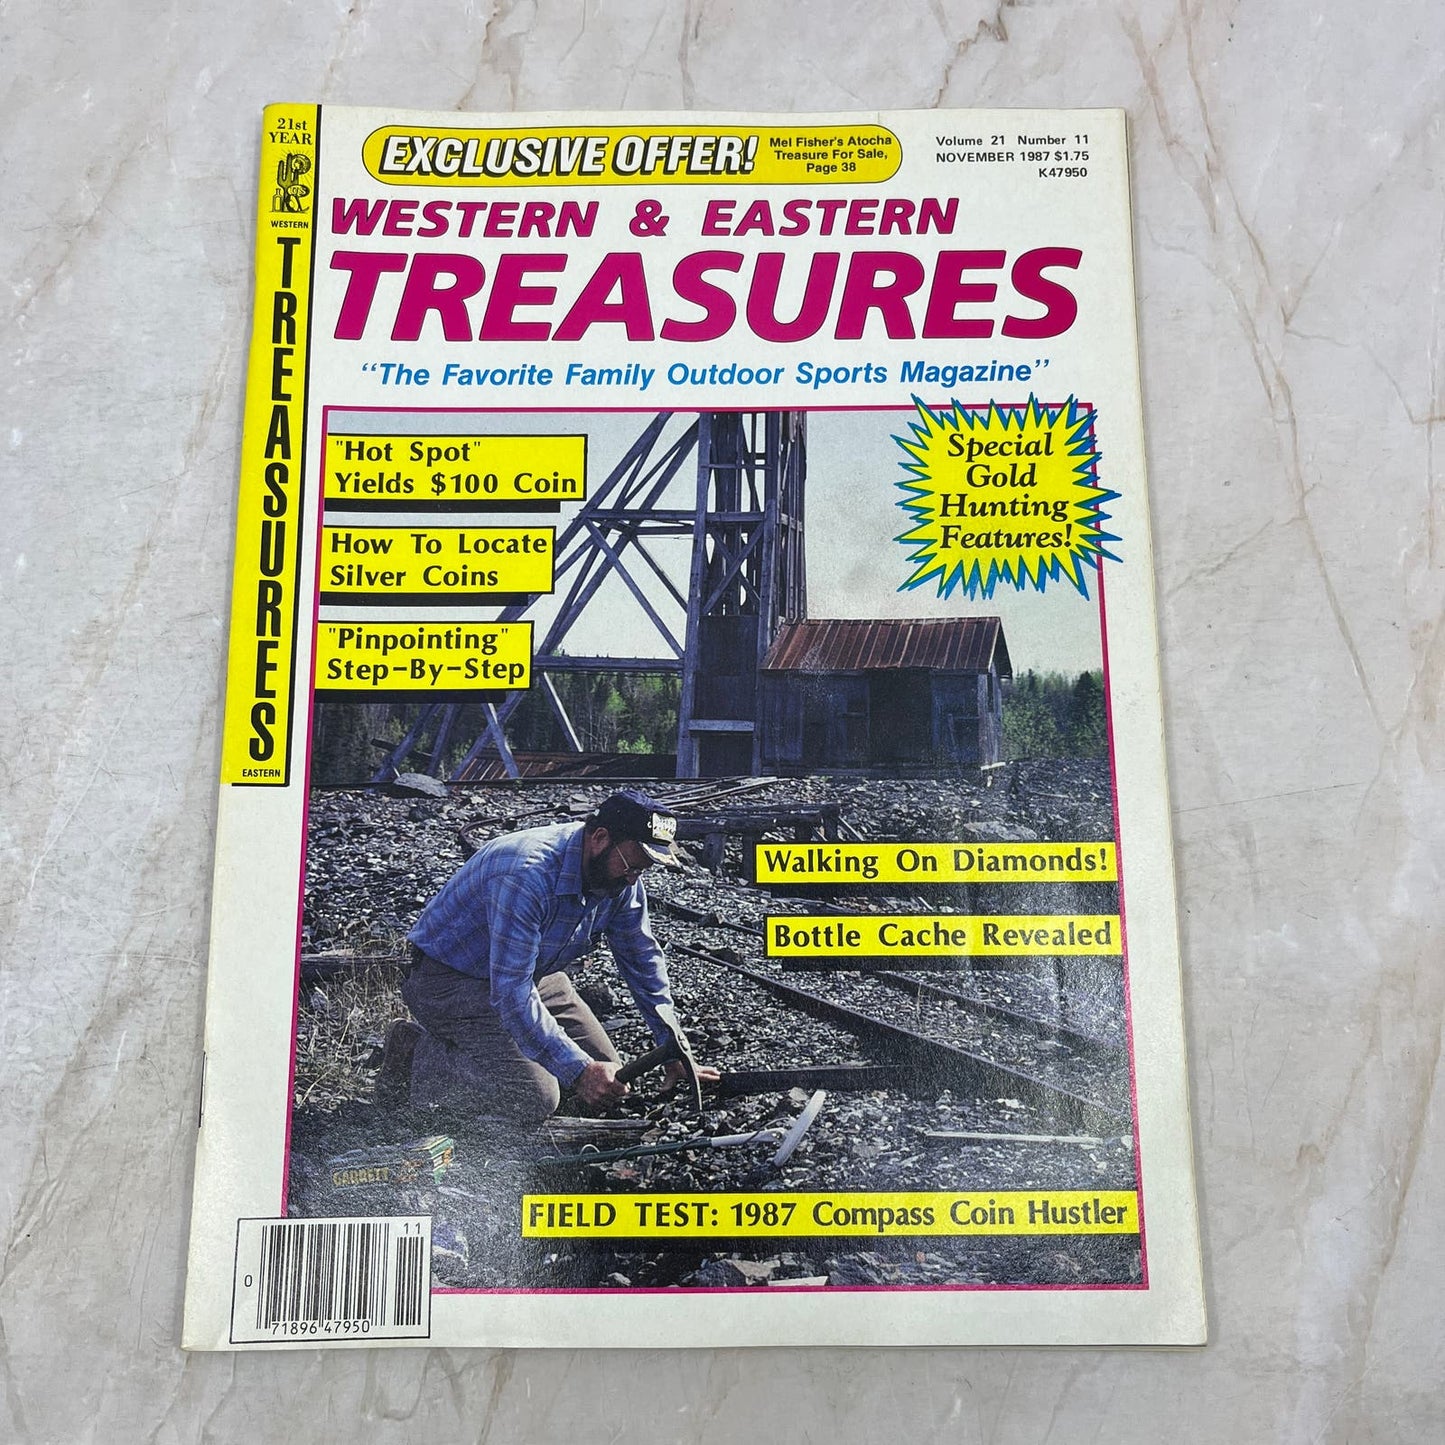 21st
YEAR
WESTERN
TREASURES
EASTERN
EXCLUSIVE OFFER!
Mel Fisher's Atocha
Treasure For Sale,
Page 38
Volume 21 Number 11
NOVEMBER 1987 $1.75
K47950
WESTERN & EASTERN
TREASURES
"The Favorite Family Outdoor Sports Magazine"
"Hot Spot"
Yields $100 Coin
How To Locate
Silver Coins
"Pinpointing"
Step-By-Step
Special
Gold
Hunting
Features!
Walking On Diamonds!
Bottle Cache Revealed
GARRETT
FIELD TEST: 1987 Compass Coin Hustler
11
0
71896 47950